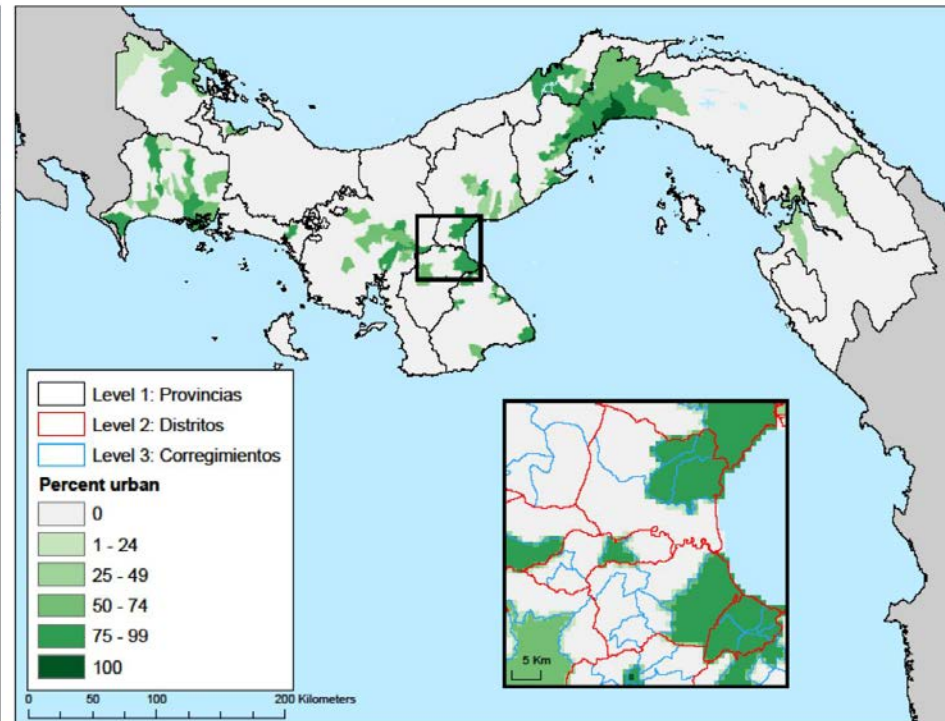 Level 1: Provincias
Level 2: Distritos
Level 3: Corregimientos
Percent urban
0
1 - 24
25 - 49
50 - 74
75 - 99
100
0 50 100 200 Kilometers
5 Km